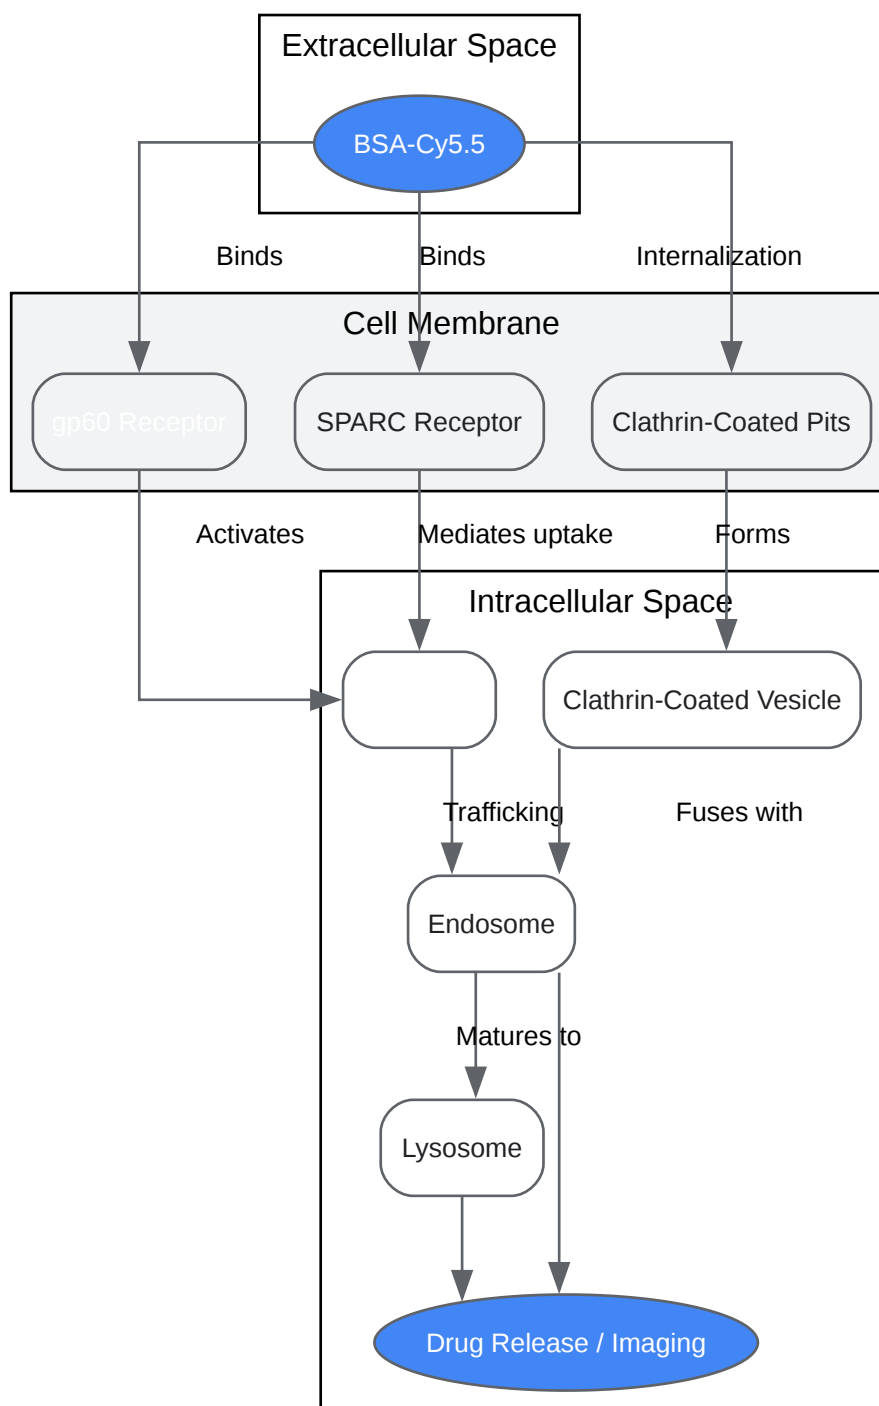 Extracellular Space
BSA-Cy5.5
Binds
Binds
Internalization
Cell Membrane
gp60 Receptor
SPARC Receptor
Clathrin-Coated Pits
Activates
Mediates uptake
Forms
Intracellular Space
Clathrin-Coated Vesicle
Trafficking
Fuses with
Endosome
Matures to
Lysosome
Drug Release / Imaging